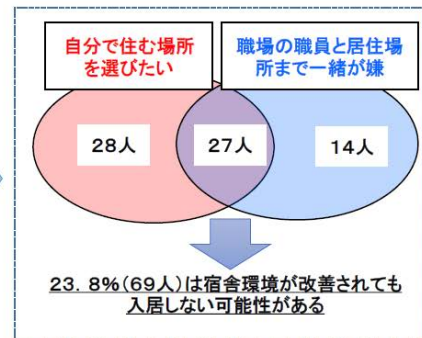 自分で住む場所
を選びたい
職場の職員と居住場
所まで一緒が嫌
28人
27人
14人
23．8％（69人）は宿舎環境が改善されても
入居しない可能性がある